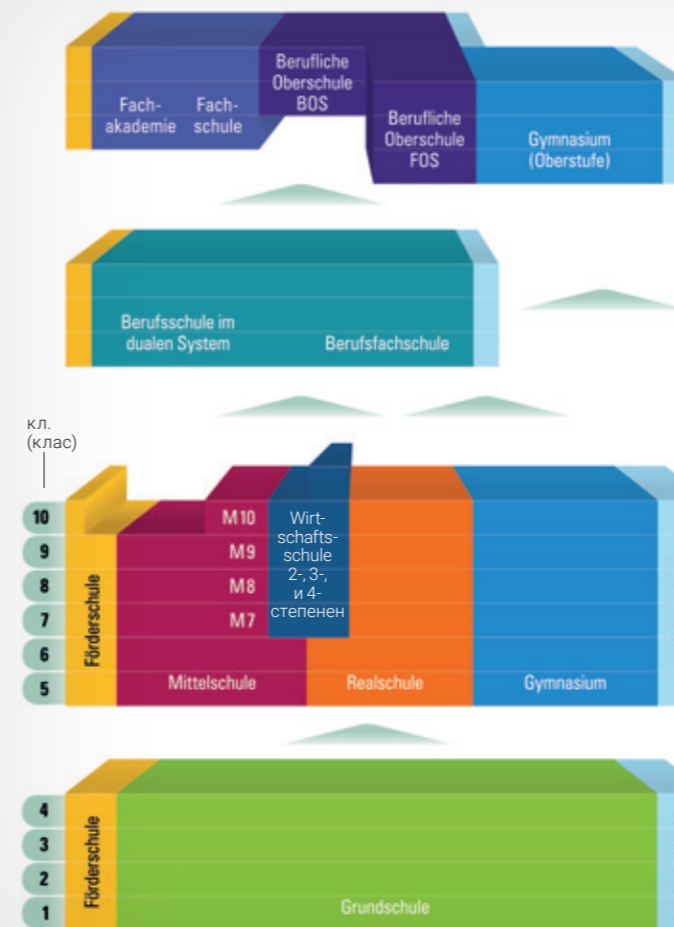 Fach-
akademie
Fach-
schule
Berufliche
Oberschule
BOS
Berufliche
Oberschule
FOS
Gymnasium
(Oberstufe)
Berufsschule im
dualen System
Berufsfachschule
кл.
(клас)
10
9
8
7
6
5
Förderschule
M10
M9
M8
M7
Wirt-
schafts-
schule
2-, 3-,
и 4-
степенен
Mittelschule
Realschule
Gymnasium
4
3
2
1
Förderschule
Grundschule